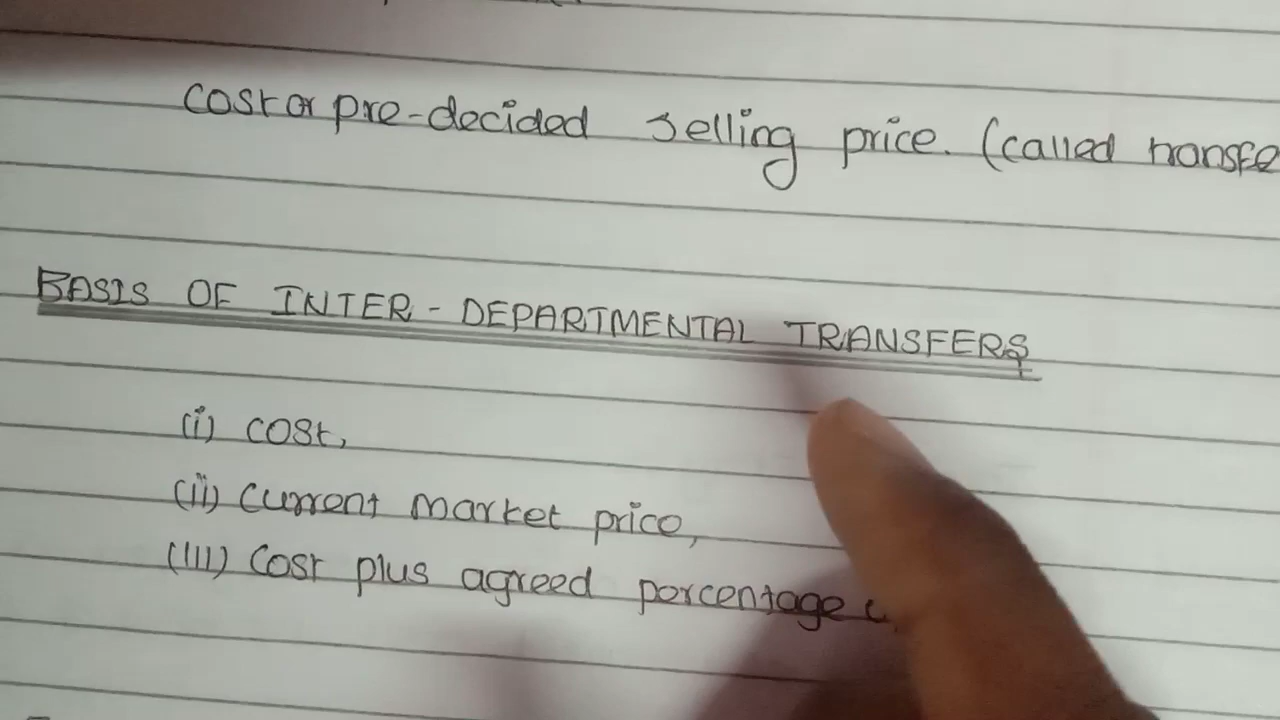 cost or pre-decided selling price. (called transfe
BASIS OF INTER-DEPARTMENTAL TRANSFERS
(i) cost,
(ii) current market price,
(iii) cost plus agreed percentage